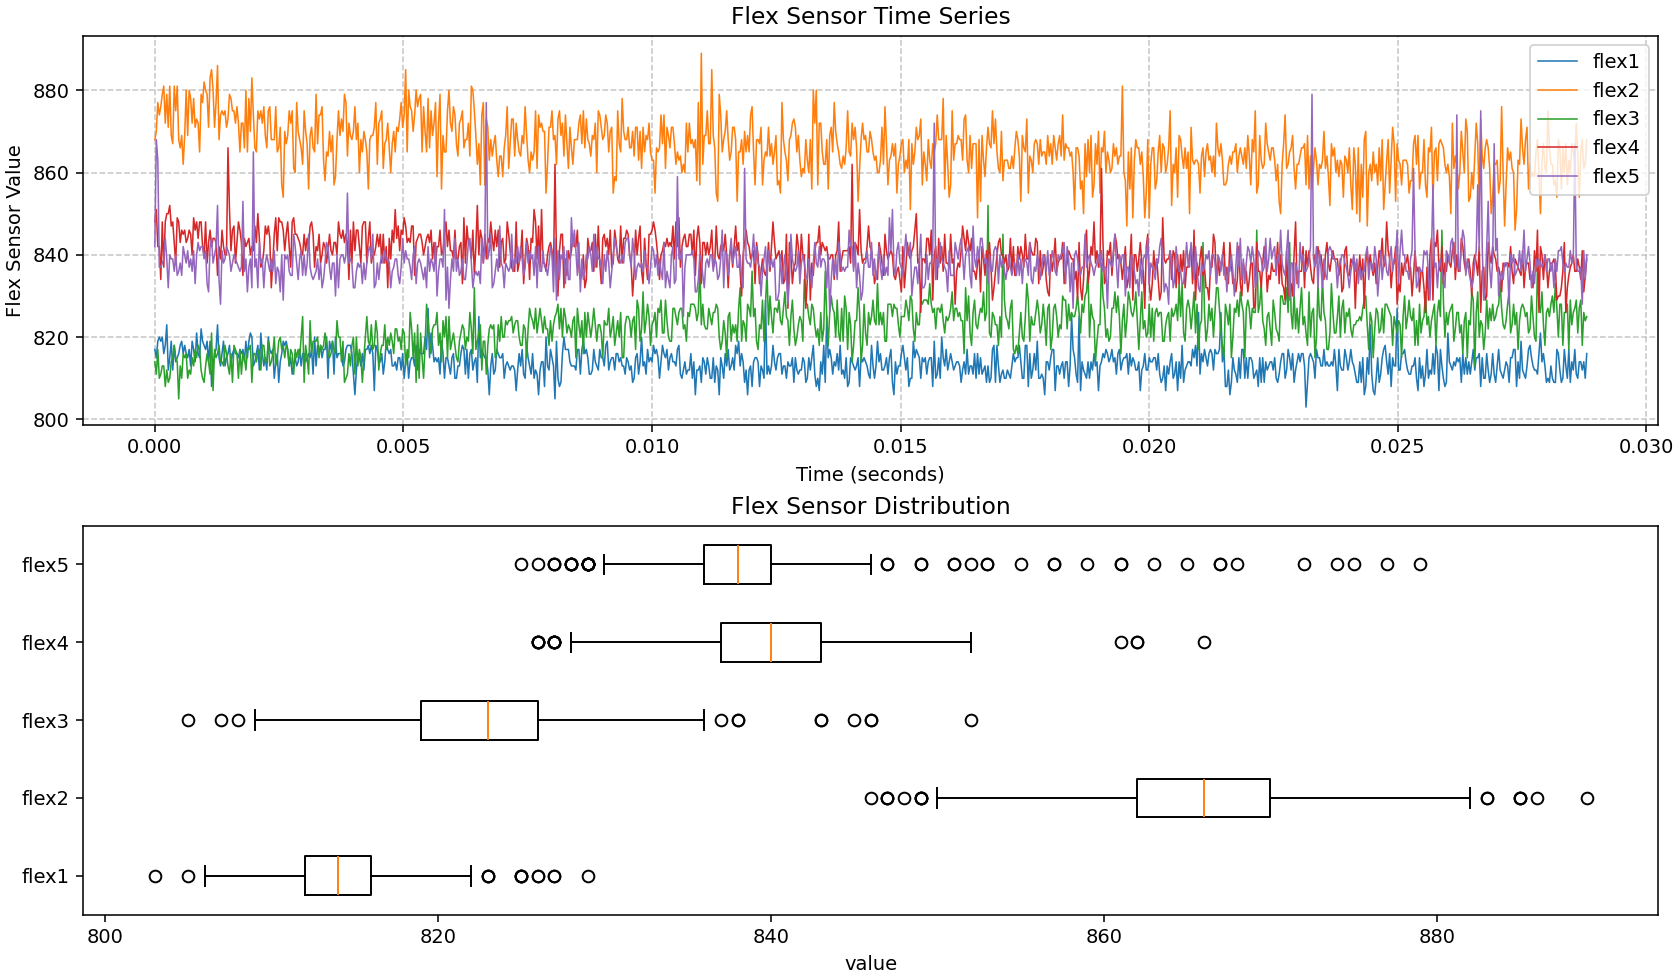 Flex Sensor Time Series
Flex Sensor Value
880
860
840
820
800
flex1
flex2
flex3
flex4
flex5
0.000 0.005 0.010 0.015 0.020 0.025 0.030
Time (seconds)
Flex Sensor Distribution
flex5
flex4
flex3
flex2
flex1
800 820 840 860 880
value